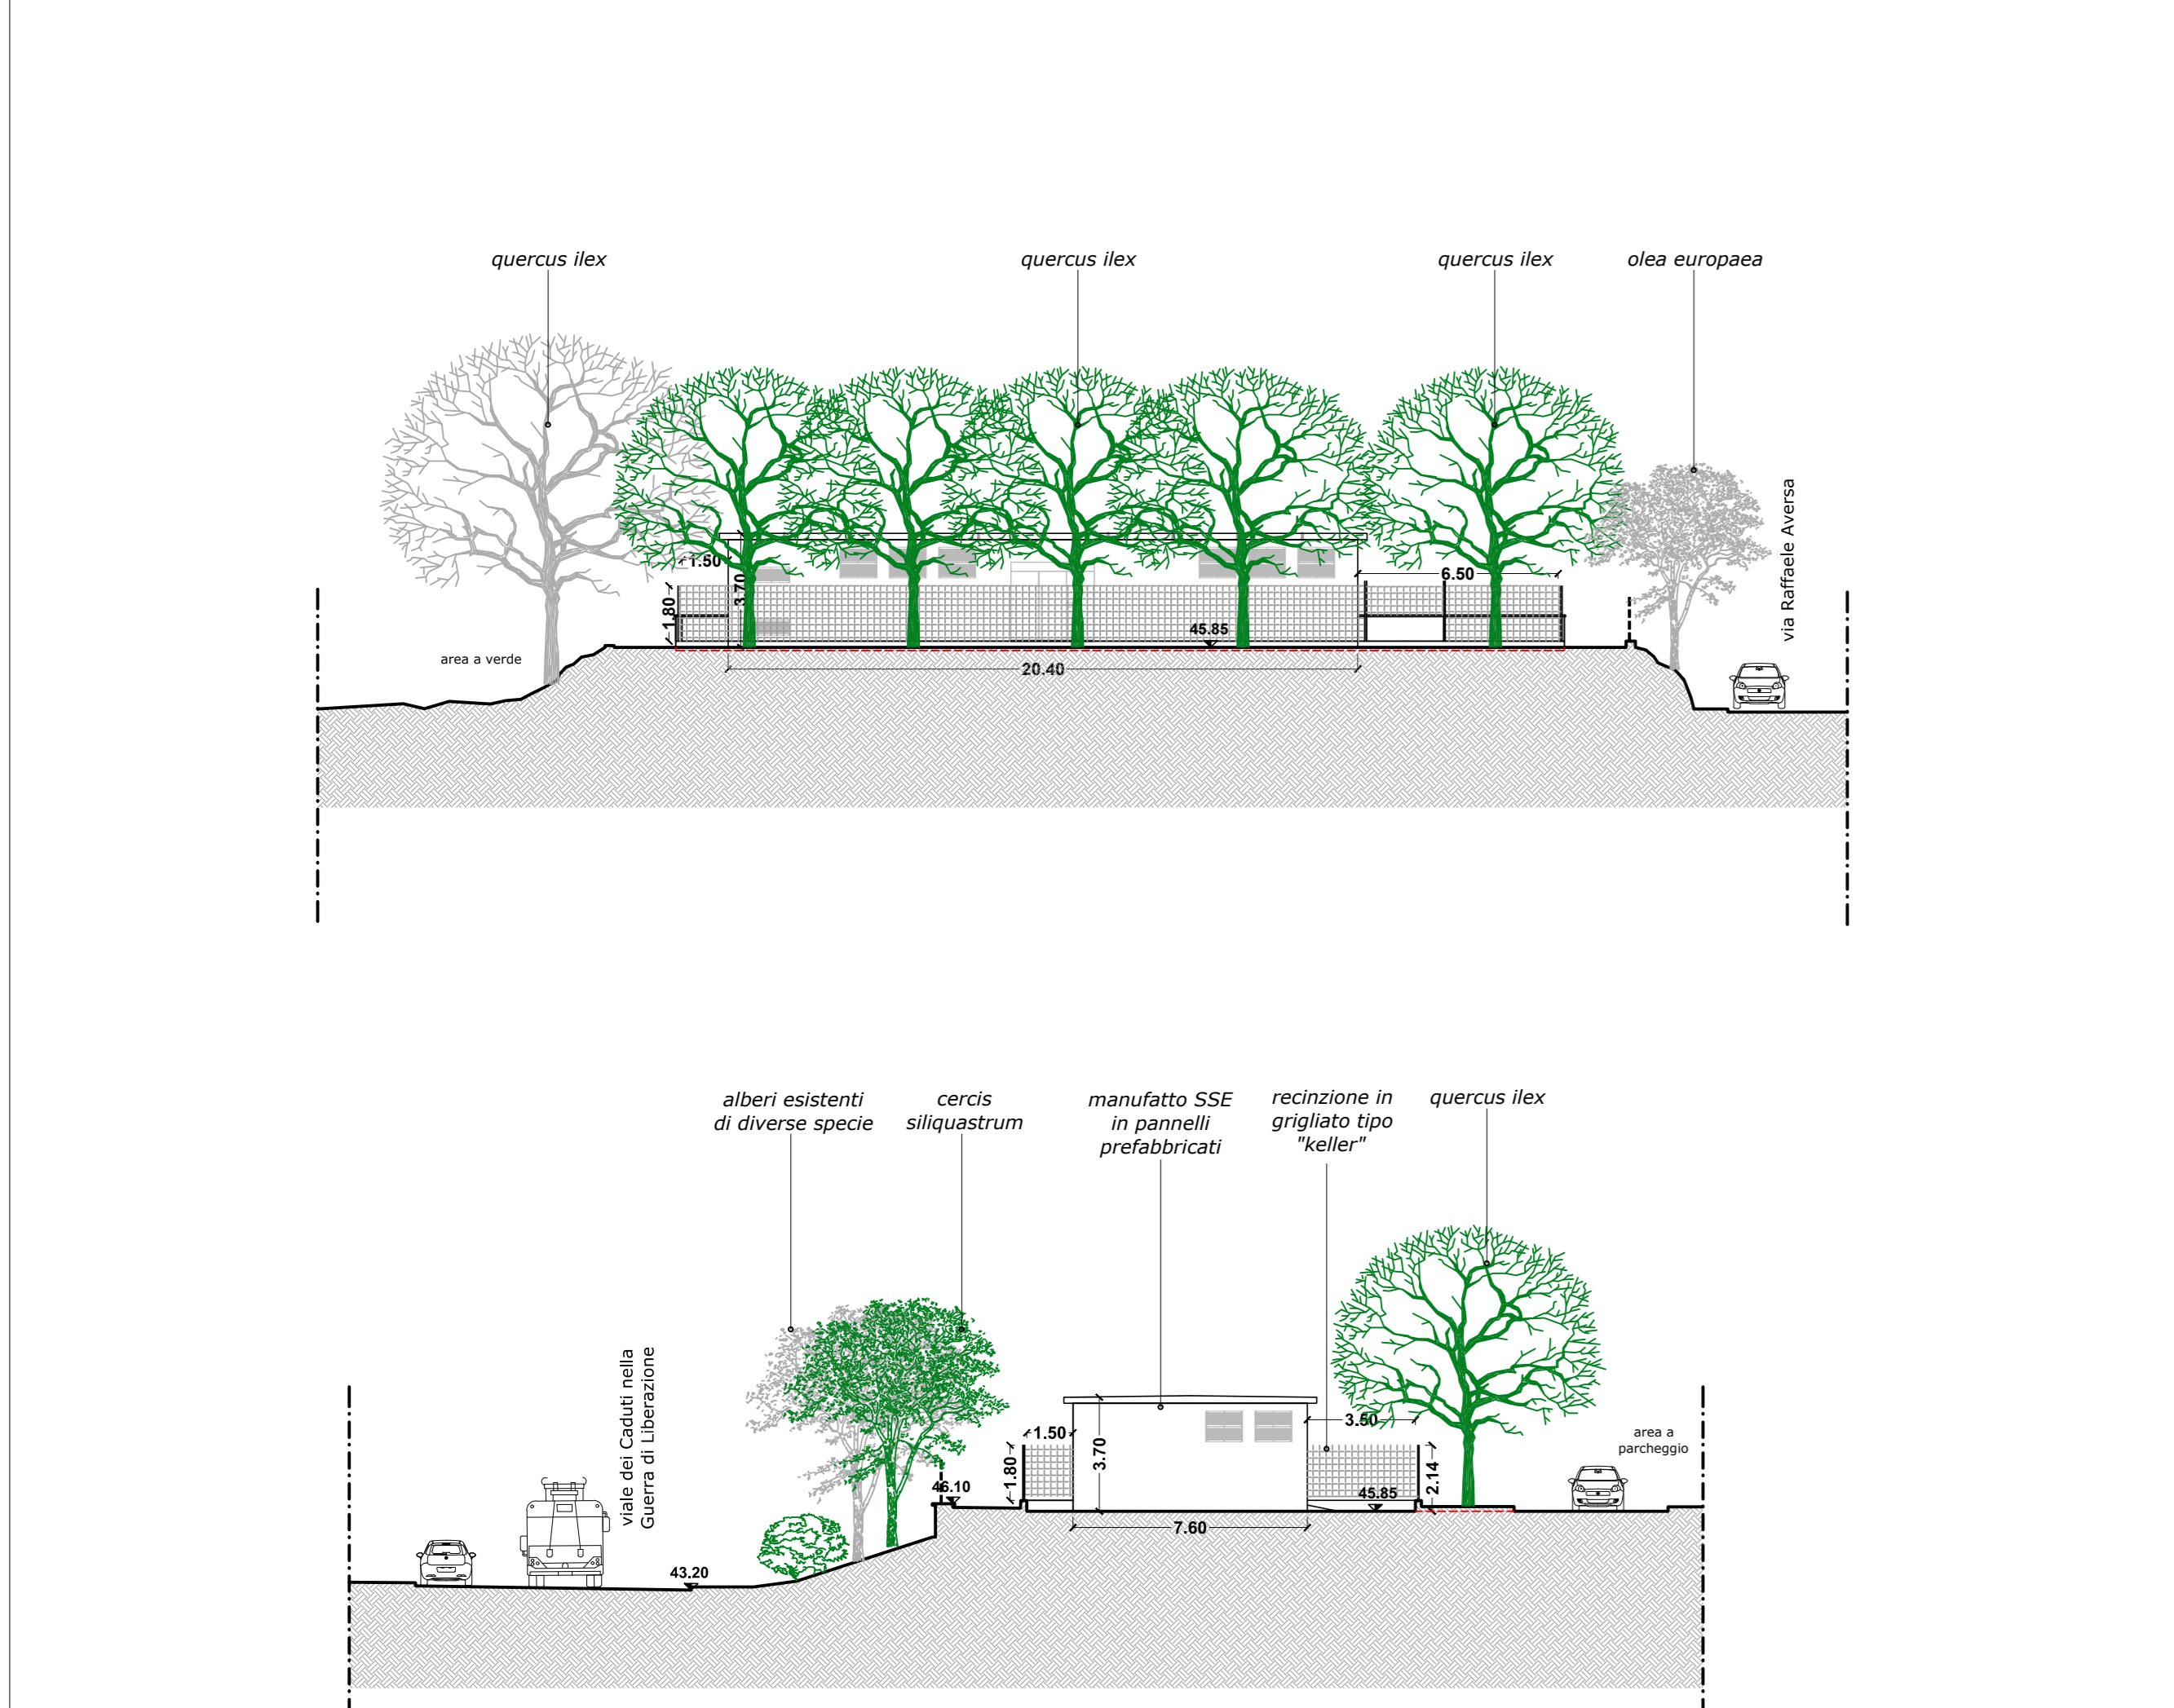 quercus ilex
quercus ilex
quercus ilex
olea europaea
via Raffaele Aversa
1.50
3.70
1.80
6.50
45.85
area a verde
20.40
alberi esistenti
di diverse specie
cercis
siliquastrum
manufatto SSE
in pannelli
prefabbricati
recinzione in
grigliato tipo
"keller"
quercus ilex
viale dei Caduti nella
Guerra di Liberazione
1.50
3.50
area a
parcheggio
1.80
3.70
2.14
46.10
45.85
7.60
43.20